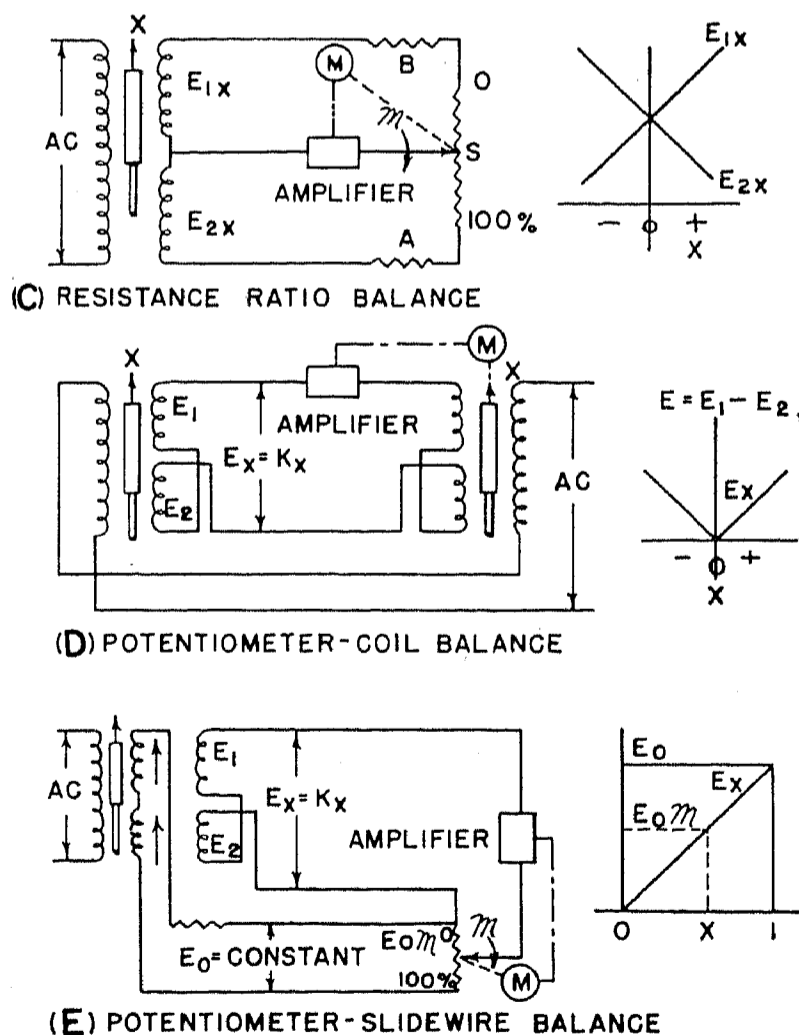 X
E1X
B
M
O
AC
m
S
AMPLIFIER
E2X
A
100%
E1X
E2X
- O +
X
(C) RESISTANCE RATIO BALANCE
X
M
X
E1
AMPLIFIER
Ex = Kx
E2
AC
E = E1 - E2
Ex
- O +
X
(D) POTENTIOMETER-COIL BALANCE
AC
E1
Ex = Kx
E2
AMPLIFIER
E0 = CONSTANT
E0m
O
m
100%
M
E0
Ex
E0m
O X 1
(E) POTENTIOMETER-SLIDEWIRE BALANCE